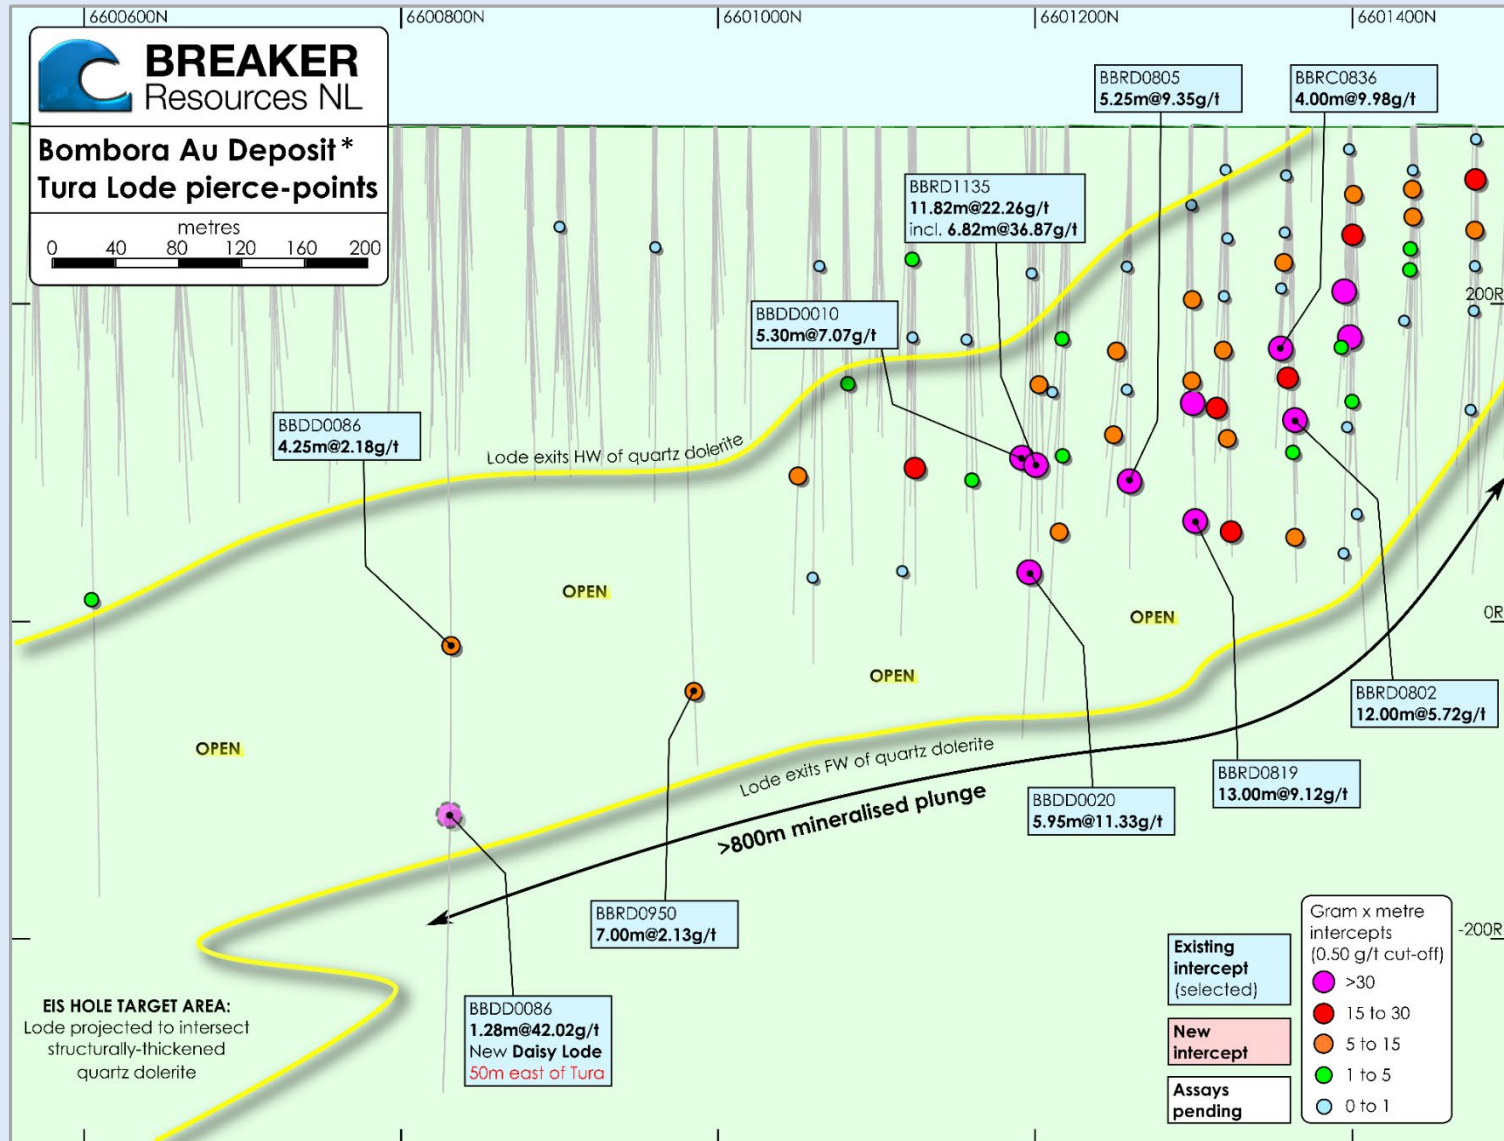 6600600N
6600800N
6601000N
6601200N
6601400N
BREAKER
Resources NL
Bombora Au Deposit*
Tura Lode pierce-points
metres
0 40 80 120 160 200
BBRD0805
5.25m@9.35g/t
BBRC0836
4.00m@9.98g/t
BBRD1135
11.82m@22.26g/t
incl. 6.82m@36.87g/t
BBDD0010
5.30m@7.07g/t
200R
BBDD0086
4.25m@2.18g/t
Lode exits HW of quartz dolerite
OPEN
OPEN
0R
OPEN
OPEN
BBRD0802
12.00m@5.72g/t
Lode exits FW of quartz dolerite
>800m mineralised plunge
BBRD0819
13.00m@9.12g/t
BBDD0020
5.95m@11.33g/t
BBRD0950
7.00m@2.13g/t
-200R
EIS HOLE TARGET AREA:
Lode projected to intersect
structurally-thickened
quartz dolerite
BBDD0086
1.28m@42.02g/t
New Daisy Lode
50m east of Tura
Existing
intercept
(selected)
New
intercept
Assays
pending
Gram x metre
intercepts
(0.50 g/t cut-off)
>30
15 to 30
5 to 15
1 to 5
0 to 1